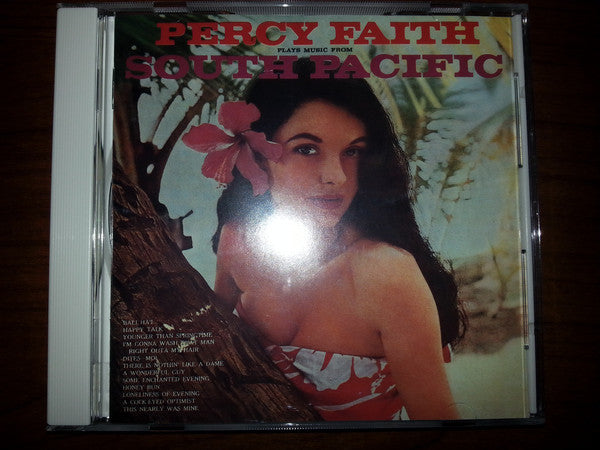 PERCY FAITH
PLAYS MUSIC FROM
SOUTH PACIFIC
BALI HA'I
HAPPY TALK
YOUNGER THAN SPRINGTIME
I'M GONNA WASH THAT MAN
RIGHT OUTA MY HAIR
DITES-MOI
THERE IS NOTHIN' LIKE A DAME
A WONDERFUL GUY
SOME ENCHANTED EVENING
HONEY BUN
LONELINESS OF EVENING
A COCK-EYED OPTIMIST
THIS NEARLY WAS MINE